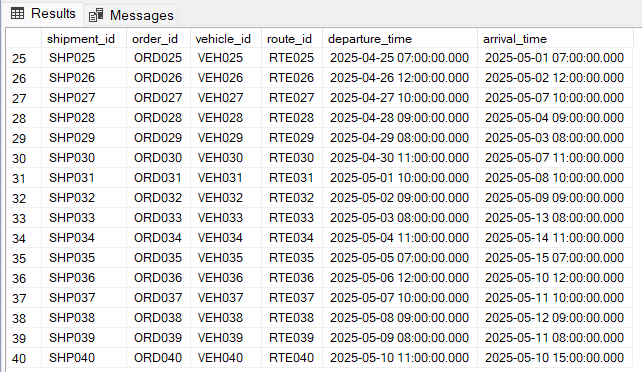 Results Messages
shipment_id order_id vehicle_id route_id departure_time arrival_time
25 SHP025 ORD025 VEH025 RTE025 2025-04-25 07:00:00.000 2025-05-01 07:00:00.000
26 SHP026 ORD026 VEH026 RTE026 2025-04-26 12:00:00.000 2025-05-02 12:00:00.000
27 SHP027 ORD027 VEH027 RTE027 2025-04-27 10:00:00.000 2025-05-07 10:00:00.000
28 SHP028 ORD028 VEH028 RTE028 2025-04-28 09:00:00.000 2025-05-04 09:00:00.000
29 SHP029 ORD029 VEH029 RTE029 2025-04-29 08:00:00.000 2025-05-03 08:00:00.000
30 SHP030 ORD030 VEH030 RTE030 2025-04-30 11:00:00.000 2025-05-07 11:00:00.000
31 SHP031 ORD031 VEH031 RTE031 2025-05-01 10:00:00.000 2025-05-08 10:00:00.000
32 SHP032 ORD032 VEH032 RTE032 2025-05-02 09:00:00.000 2025-05-09 09:00:00.000
33 SHP033 ORD033 VEH033 RTE033 2025-05-03 08:00:00.000 2025-05-13 08:00:00.000
34 SHP034 ORD034 VEH034 RTE034 2025-05-04 11:00:00.000 2025-05-14 11:00:00.000
35 SHP035 ORD035 VEH035 RTE035 2025-05-05 07:00:00.000 2025-05-15 07:00:00.000
36 SHP036 ORD036 VEH036 RTE036 2025-05-06 12:00:00.000 2025-05-10 12:00:00.000
37 SHP037 ORD037 VEH037 RTE037 2025-05-07 10:00:00.000 2025-05-11 10:00:00.000
38 SHP038 ORD038 VEH038 RTE038 2025-05-08 09:00:00.000 2025-05-12 09:00:00.000
39 SHP039 ORD039 VEH039 RTE039 2025-05-09 08:00:00.000 2025-05-11 08:00:00.000
40 SHP040 ORD040 VEH040 RTE040 2025-05-10 11:00:00.000 2025-05-10 15:00:00.000